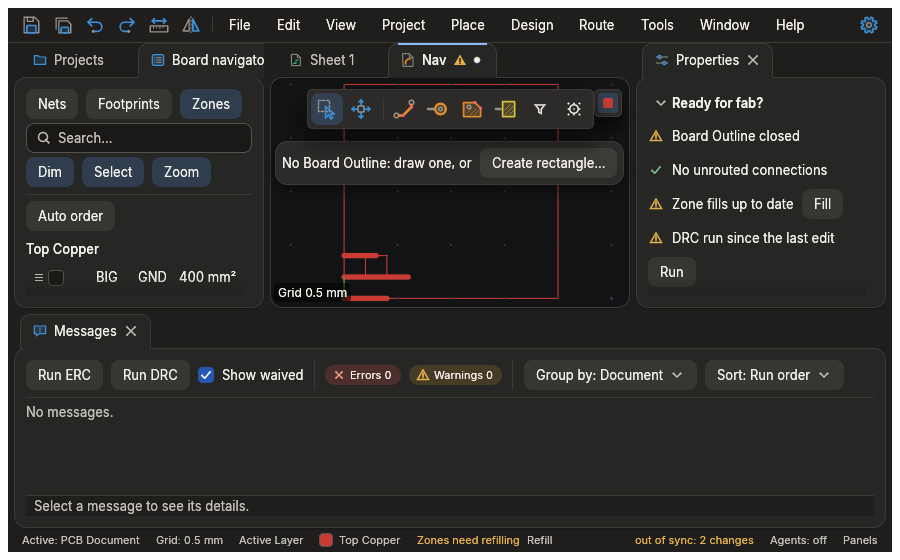 File Edit View Project Place Design Route Tools Window Help
Projects Board navigato Sheet 1 Nav Properties
Nets Footprints Zones
Search...
Dim Select Zoom
Auto order
Top Copper
BIG GND 400 mm²
No Board Outline: draw one, or Create rectangle...
Grid 0.5 mm
Ready for fab?
Board Outline closed
No unrouted connections
Zone fills up to date Fill
DRC run since the last edit
Run
Messages
Run ERC Run DRC Show waived Errors 0 Warnings 0 Group by: Document Sort: Run order
No messages.
Select a message to see its details.
Active: PCB Document Grid: 0.5 mm Active Layer Top Copper Zones need refilling Refill out of sync: 2 changes Agents: off Panels